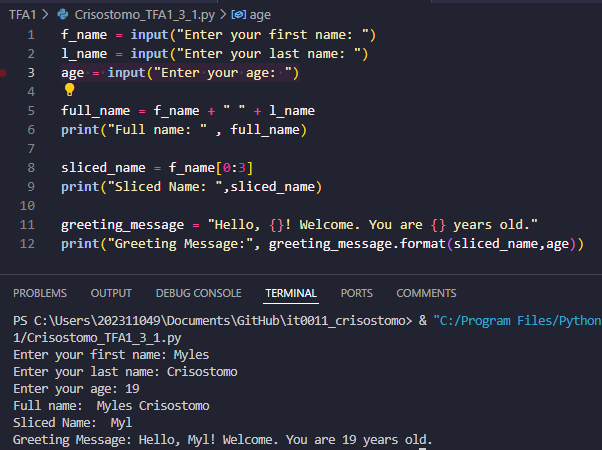 TFA1 > Crisostomo_TFA1_3_1.py > age
1 f_name = input("Enter your first name: ")
2 l_name = input("Enter your last name: ")
3 age = input("Enter your age: ")
4
5 full_name = f_name + " " + l_name
6 print("Full name: " , full_name)
7
8 sliced_name = f_name[0:3]
9 print("Sliced Name: ",sliced_name)
10
11 greeting_message = "Hello, {}! Welcome. You are {} years old."
12 print("Greeting Message:", greeting_message.format(sliced_name,age))
PROBLEMS OUTPUT DEBUG CONSOLE TERMINAL PORTS COMMENTS
PS C:\Users\202311049\Documents\GitHub\it0011_crisostomo> & "C:/Program Files/Python
1/Crisostomo_TFA1_3_1.py
Enter your first name: Myles
Enter your last name: Crisostomo
Enter your age: 19
Full name:  Myles Crisostomo
Sliced Name:  Myl
Greeting Message: Hello, Myl! Welcome. You are 19 years old.